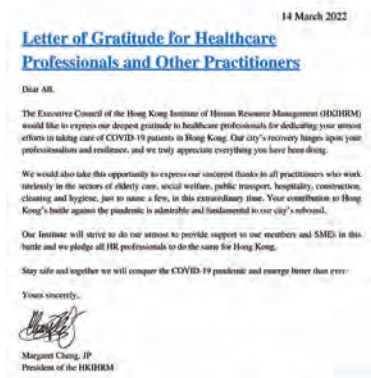 14 March 2022
Letter of Gratitude for Healthcare
Professionals and Other Practitioners
Dear All,
The Executive Council of the Hong Kong Institute of Human Resource Management (HKIHRM)
would like to express our deepest gratitude to healthcare professionals for dedicating your utmost
efforts in taking care of COVID-19 patients in Hong Kong. Our city's recovery hinges upon your
professionalism and resilience, and we truly appreciate everything you have been doing.
We would also take this opportunity to express our sincerest thanks to all practitioners who work
tirelessly in the sectors of elderly care, social welfare, public transport, hospitality, construction,
cleaning and hygiene, just to name a few, in this extraordinary time. Your contribution to Hong
Kong's battle against the pandemic is admirable and fundamental to our city's rebound.
Our Institute will strive to do our utmost to provide support to our members and SMEs in this
battle and we pledge all HR professionals to do the same for Hong Kong.
Stay safe and together we will conquer the COVID-19 pandemic and emerge better than ever.
Yours sincerely,
Margaret Cheng, JP
President of the HKIHRM